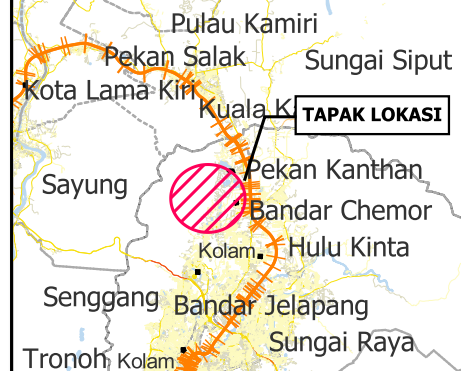 Pulau Kamiri
Pekan Salak
Sungai Siput
Kota Lama Kiri
Kuala K
TAPAK LOKASI
Pekan Kanthan
Sayung
Bandar Chemor
Kolam
Hulu Kinta
Senggang
Bandar Jelapang
Sungai Raya
Tronoh
Kolam